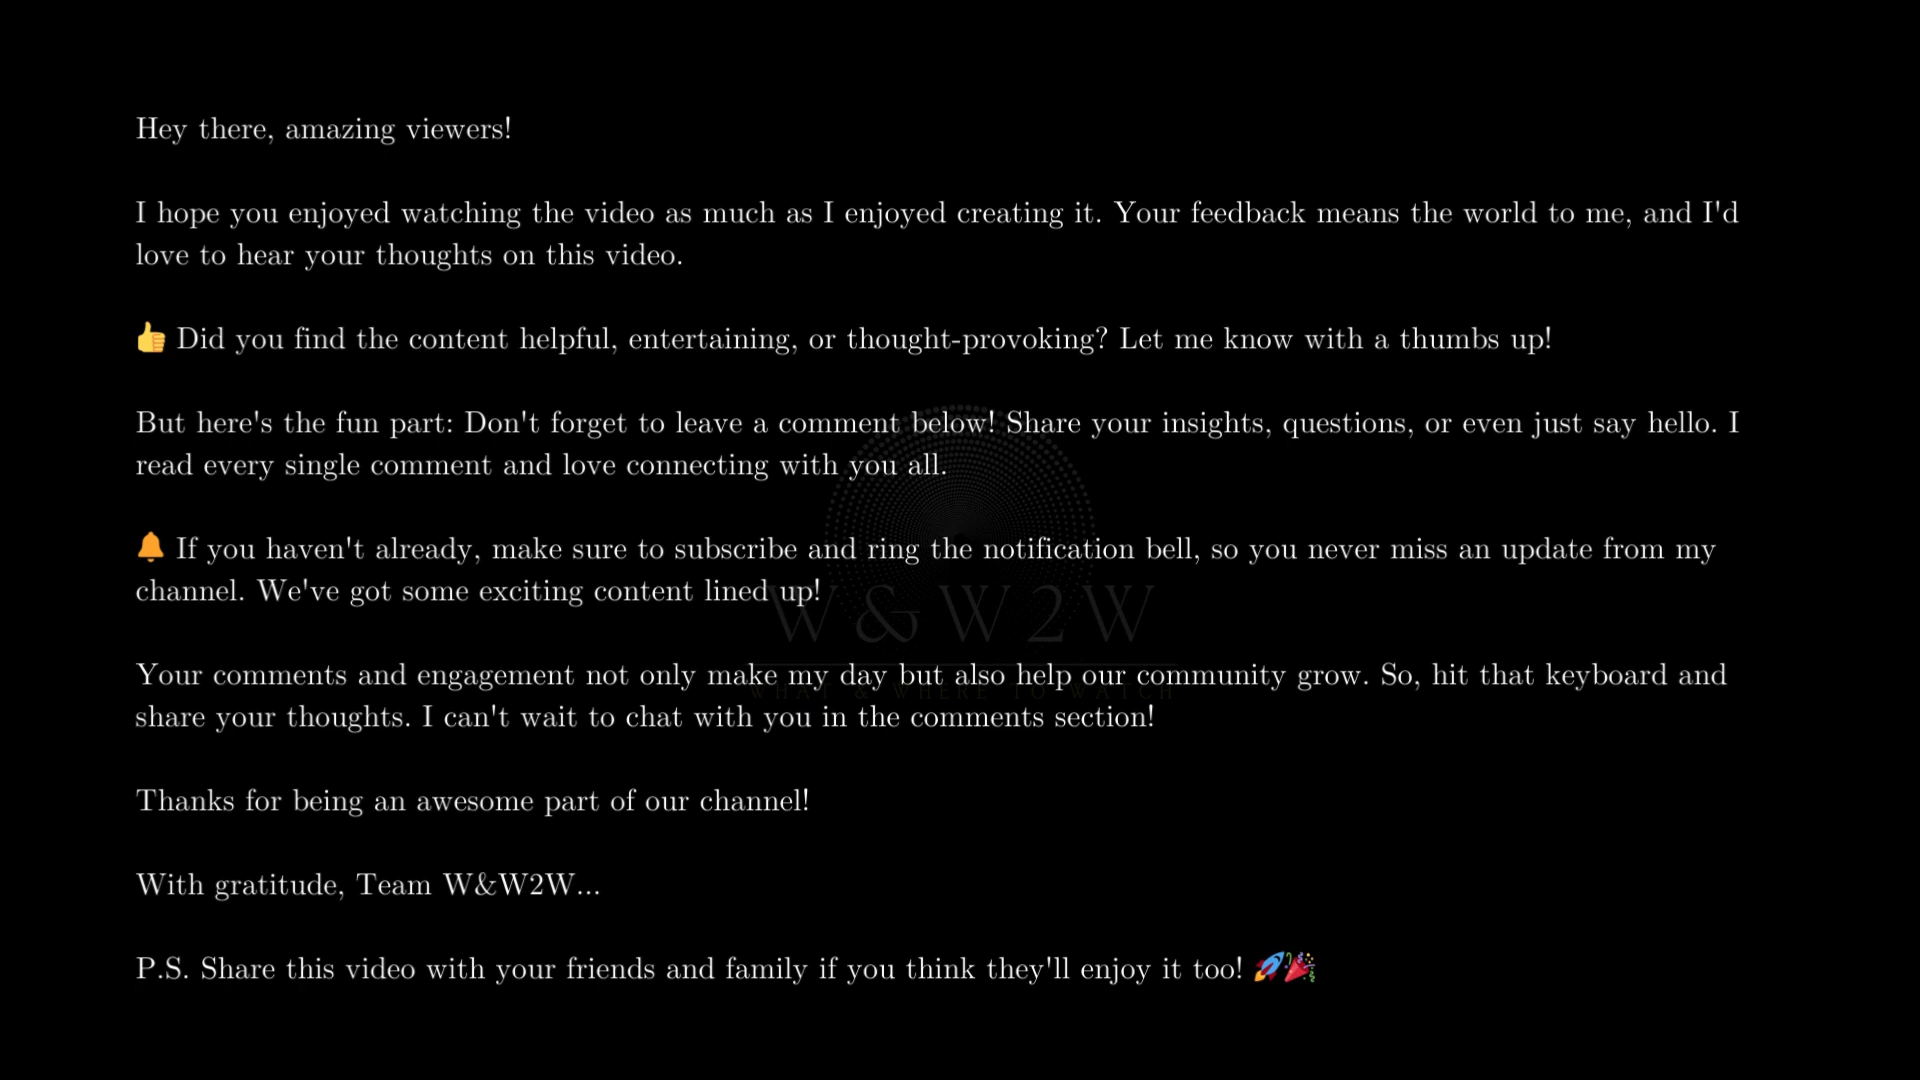 Hey there, amazing viewers!
I hope you enjoyed watching the video as much as I enjoyed creating it. Your feedback means the world to me, and I'd
love to hear your thoughts on this video.
👍 Did you find the content helpful, entertaining, or thought-provoking? Let me know with a thumbs up!
But here's the fun part: Don't forget to leave a comment below! Share your insights, questions, or even just say hello. I
read every single comment and love connecting with you all.
🔔 If you haven't already, make sure to subscribe and ring the notification bell, so you never miss an update from my
channel. We've got some exciting content lined up!
W&W2W
Your comments and engagement not only make my day but also help our community grow. So, hit that keyboard and
WHAT & WHERE TO WATCH
share your thoughts. I can't wait to chat with you in the comments section!
Thanks for being an awesome part of our channel!
With gratitude, Team W&W2W...
P.S. Share this video with your friends and family if you think they'll enjoy it too! 🚀🎉